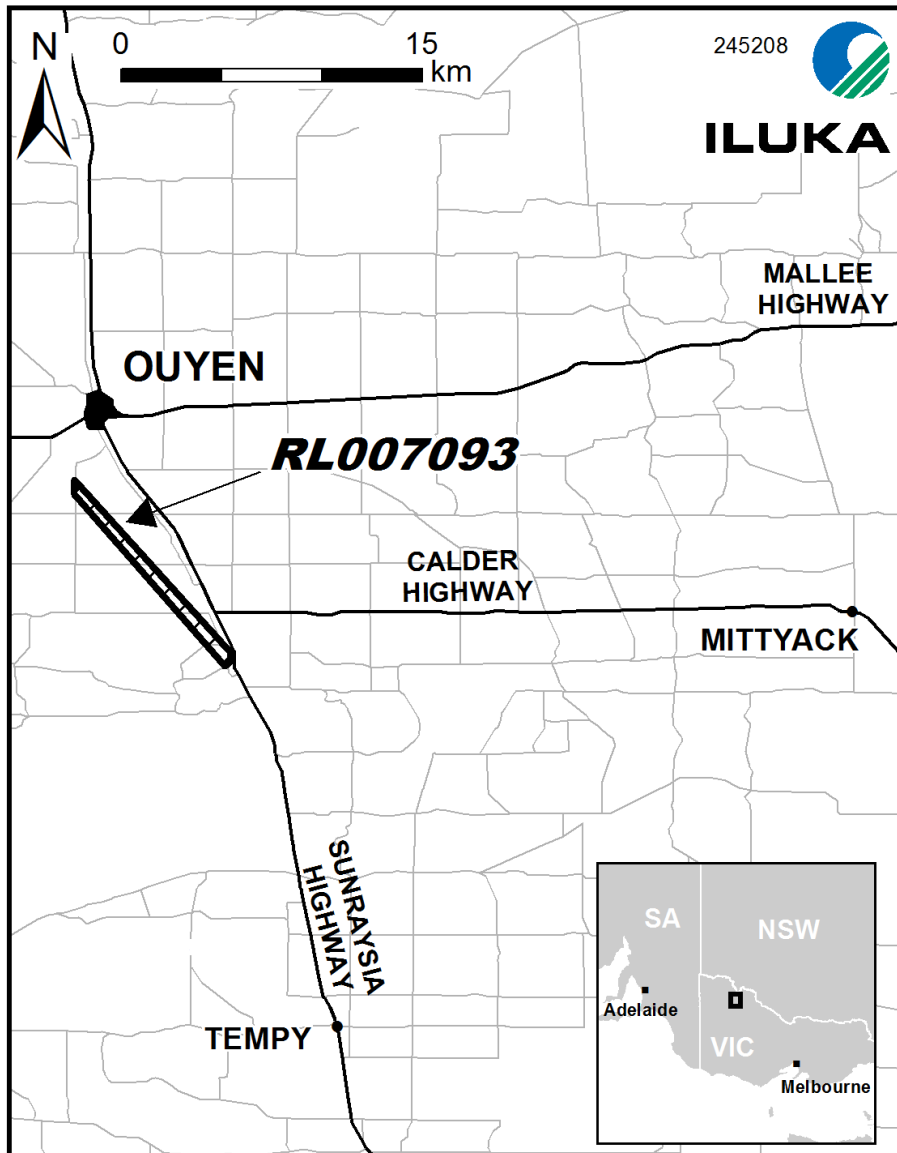 N
0 15
km
245208
ILUKA
MALLEE
HIGHWAY
OUYEN
RL007093
CALDER
HIGHWAY
MITTYACK
SUNRAYSIA
HIGHWAY
TEMPY
SA
NSW
Adelaide
VIC
Melbourne